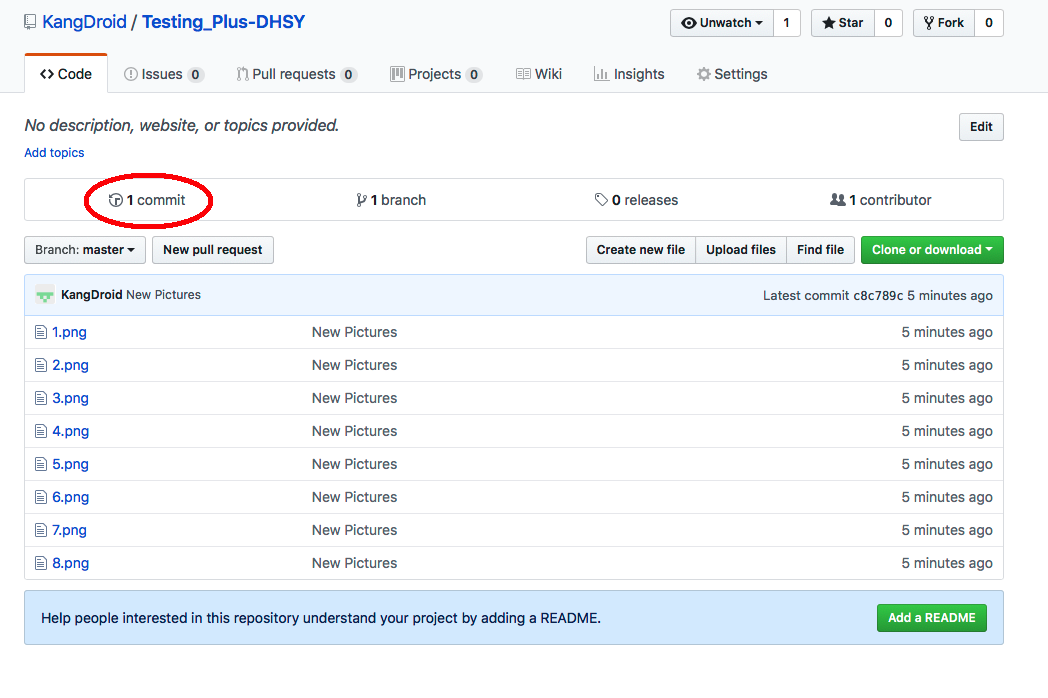 KangDroid / Testing_Plus-DHSY
Unwatch 1 Star 0 Fork 0
Code Issues 0 Pull requests 0 Projects 0 Wiki Insights Settings
No description, website, or topics provided.
Edit
Add topics
1 commit 1 branch 0 releases 1 contributor
Branch: master New pull request Create new file Upload files Find file Clone or download
KangDroid New Pictures Latest commit c8c789c 5 minutes ago
1.png New Pictures 5 minutes ago
2.png New Pictures 5 minutes ago
3.png New Pictures 5 minutes ago
4.png New Pictures 5 minutes ago
5.png New Pictures 5 minutes ago
6.png New Pictures 5 minutes ago
7.png New Pictures 5 minutes ago
8.png New Pictures 5 minutes ago
Help people interested in this repository understand your project by adding a README. Add a README